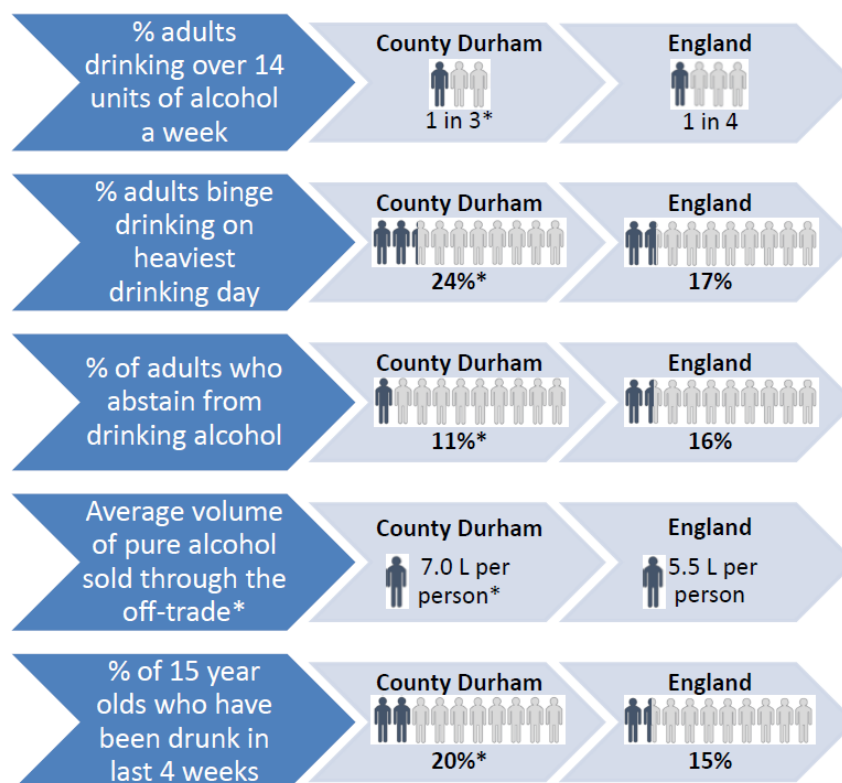 % adults
drinking over 14
units of alcohol
a week
County Durham
1 in 3*
England
1 in 4
% adults binge
drinking on
heaviest
drinking day
County Durham
24%*
England
17%
% of adults who
abstain from
drinking alcohol
County Durham
11%*
England
16%
Average volume
of pure alcohol
sold through the
off-trade*
County Durham
7.0 L per
person*
England
5.5 L per
person
% of 15 year
olds who have
been drunk in
last 4 weeks
County Durham
20%*
England
15%